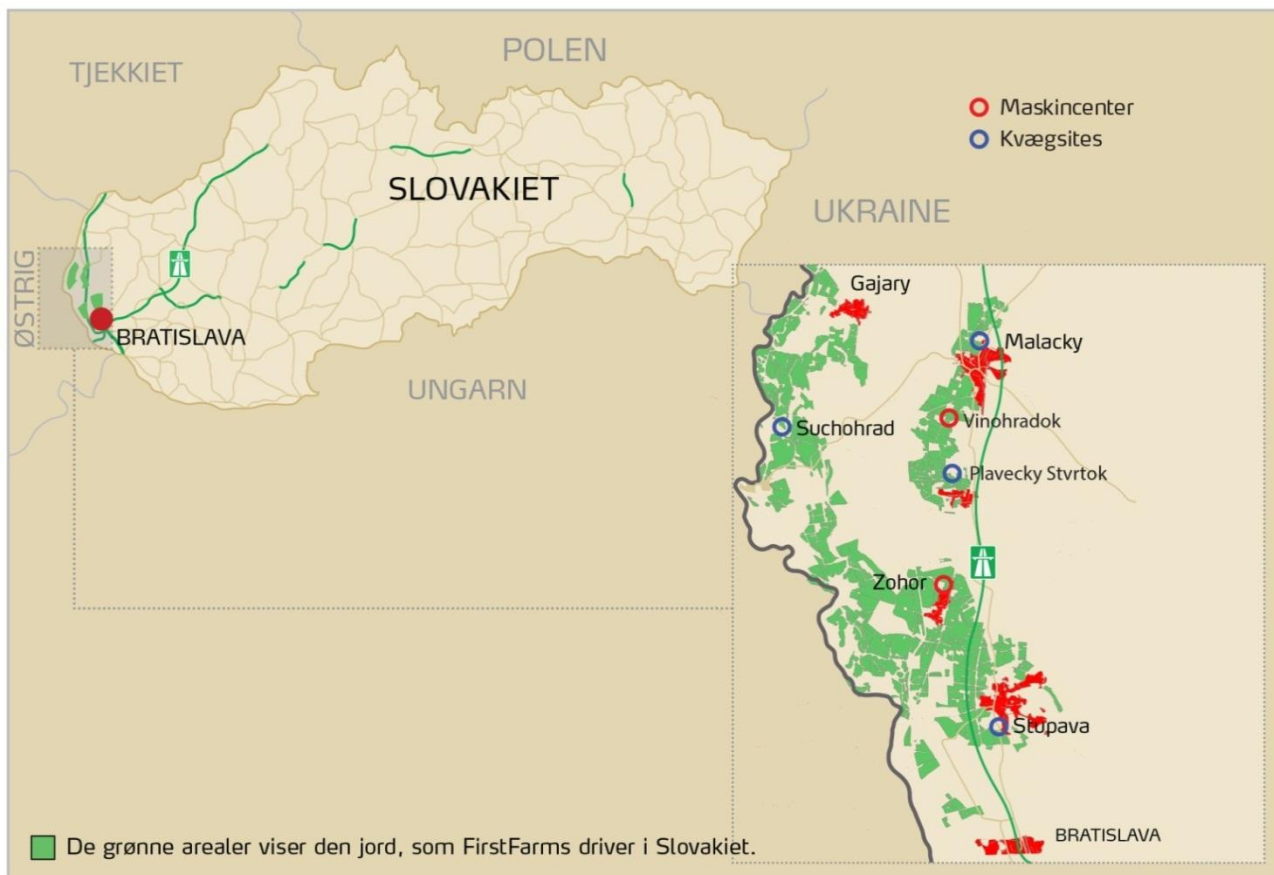 POLEN
TJEKKIET
Maskincenter
Kvægsites
SLOVAKIET
UKRAINE
ØSTRIG
BRATISLAVA
UNGARN
Gajary
Malacky
Suchohrad
Vinohradok
Plavecky Stvrtok
Zohor
Stupava
BRATISLAVA
De grønne arealer viser den jord, som FirstFarms driver i Slovakiet.